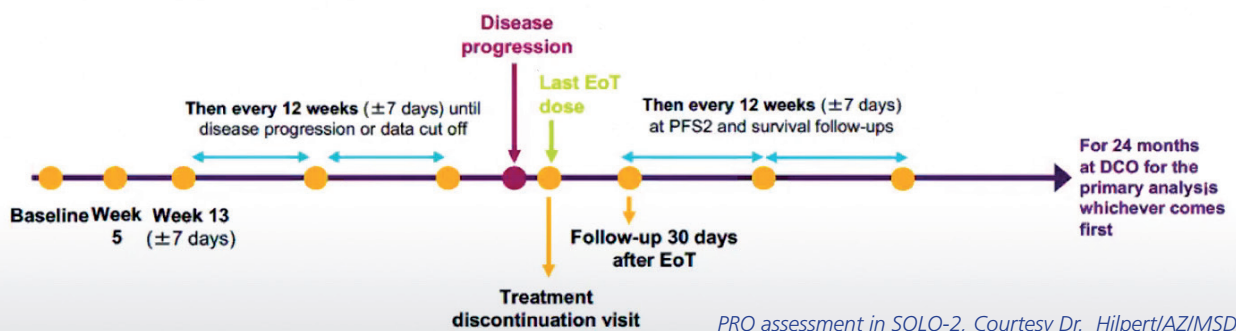 Disease
progression
Last EoT
dose
Then every 12 weeks (±7 days) until
disease progression or data cut off
Then every 12 weeks (±7 days)
at PFS2 and survival follow-ups
For 24 months
at DCO for the
primary analysis
whichever comes
first
Baseline
Week
5
Week 13
(±7 days)
Follow-up 30 days
after EoT
Treatment
discontinuation visit
PRO assessment in SOLO-2. Courtesy Dr. Hilpert/AZ/MSD